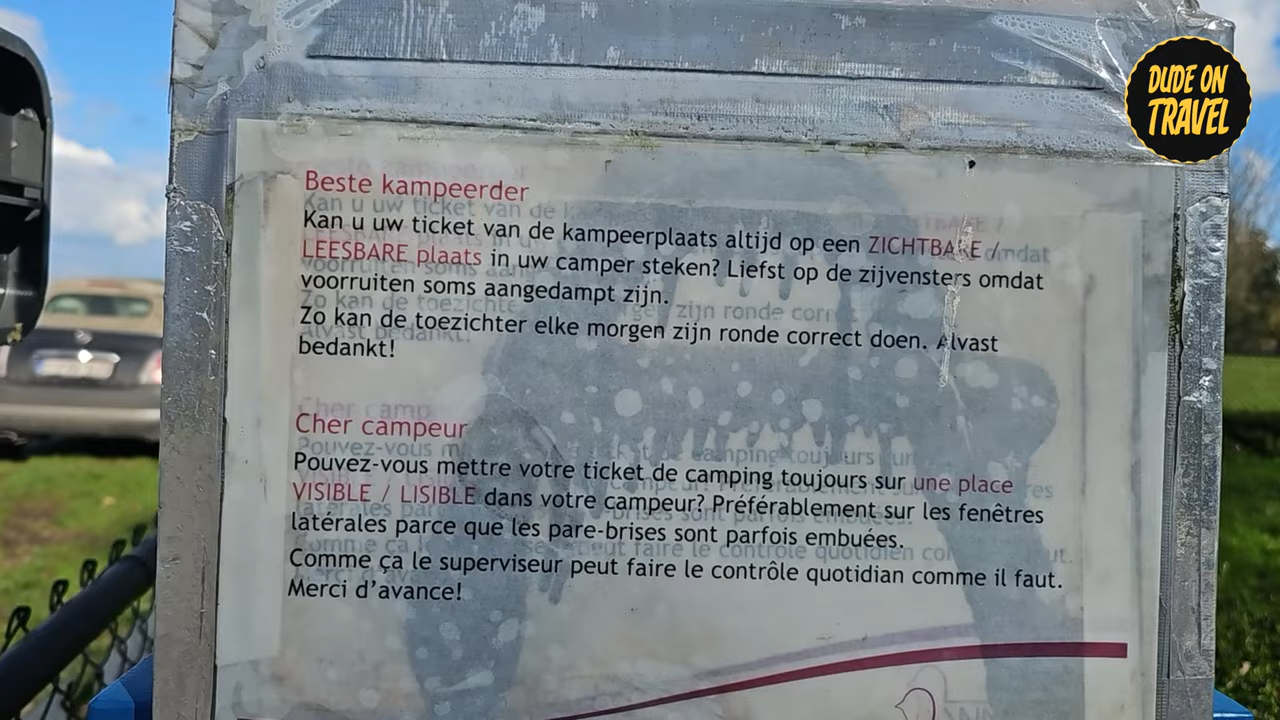 DUDE ON
TRAVEL
Beste kampeerder
Kan u uw ticket van de kampeerplaats altijd op een ZICHTBARE /
LEESBARE plaats in uw camper steken? Liefst op de zijvensters omdat
voorruiten soms aangedampt zijn.
Zo kan de toezichter elke morgen zijn ronde correct doen. Alvast
bedankt!
Cher campeur
Pouvez-vous mettre votre ticket de camping toujours sur une place
VISIBLE / LISIBLE dans votre campeur? Préférablement sur les fenêtres
latérales parce que les pare-brises sont parfois embuées.
Comme ça le superviseur peut faire le contrôle quotidian comme il faut.
Merci d'avance!